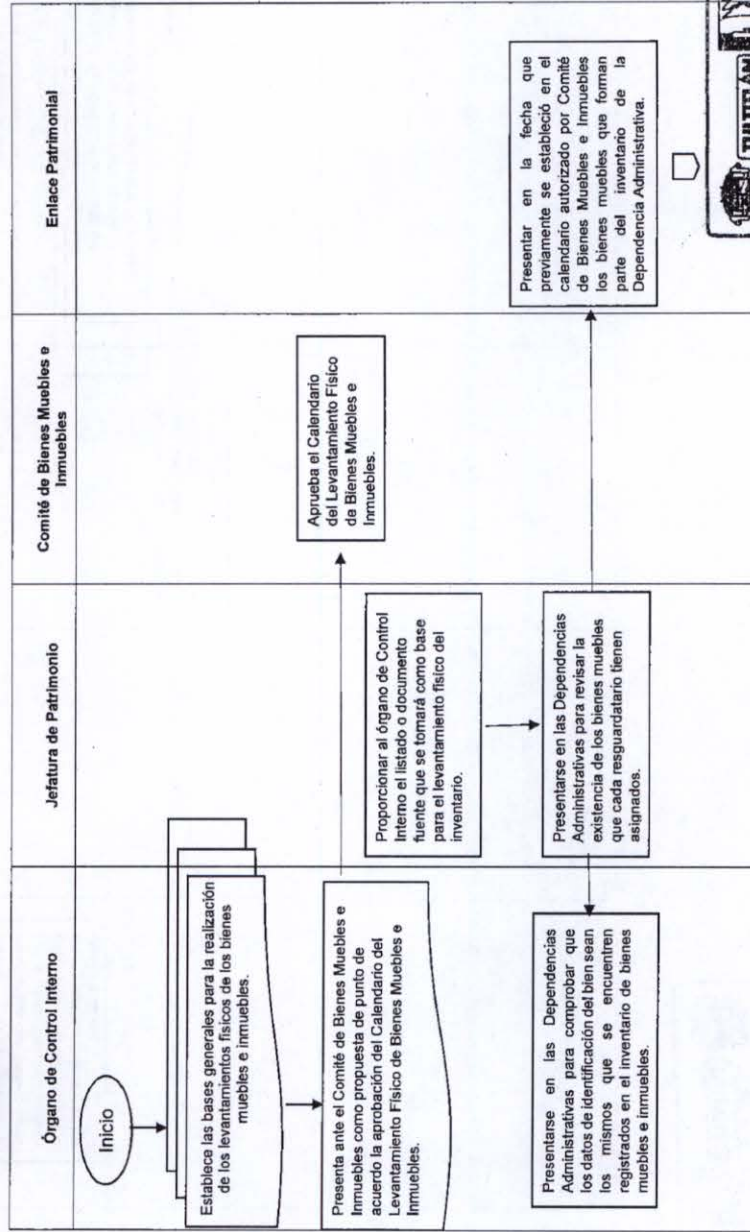 Órgano de Control Interno
Jefatura de Patrimonio
Comité de Bienes Muebles e
Inmuebles
Enlace Patrimonial
Inicio
Establece las bases generales para la realización
de los levantamientos físicos de los bienes
muebles e inmuebles.
Presenta ante el Comité de Bienes Muebles e
Inmuebles como propuesta de punto de
acuerdo la aprobación del Calendario del
Levantamiento Físico de Bienes Muebles e
Inmuebles.
Aprueba el Calendario
del Levantamiento Físico
de Bienes Muebles e
Inmuebles.
Proporcionar al órgano de Control
Interno el listado o documento
fuente que se tomará como base
para el levantamiento físico del
inventario.
Presentarse en las Dependencias
Administrativas para revisar la
existencia de los bienes muebles
que cada resguardatario tienen
asignados.
Presentarse en las Dependencias
Administrativas para comprobar que
los datos de identificación del bien sean
los mismos que se encuentren
registrados en el inventario de bienes
muebles e inmuebles.
Presentar en la fecha que
previamente se estableció en el
calendario autorizado por Comité
de Bienes Muebles e Inmuebles
los bienes muebles que forman
parte del inventario de la
Dependencia Administrativa.